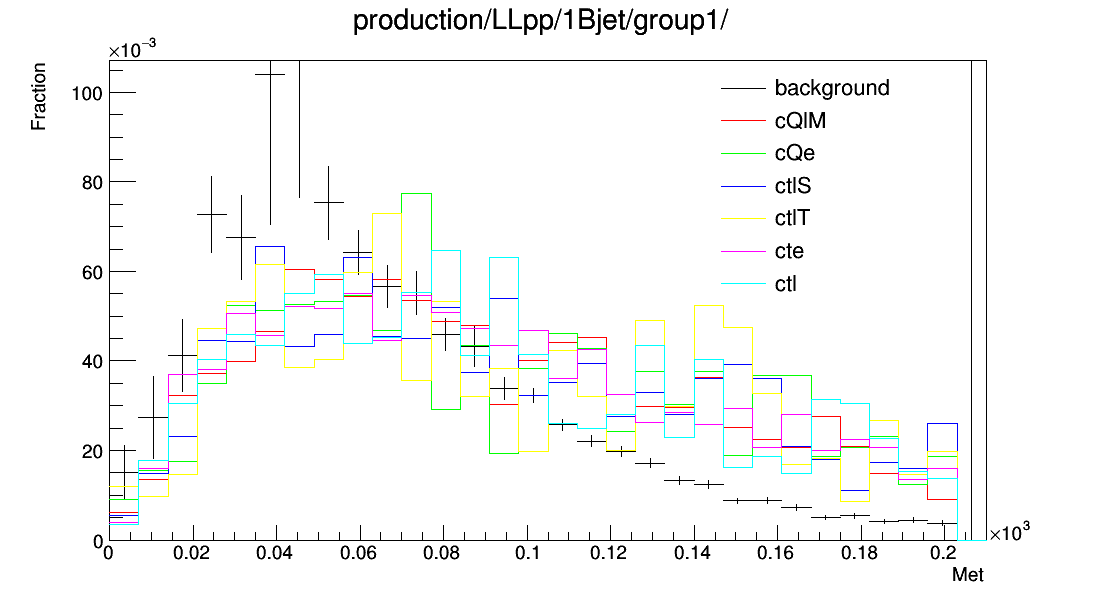 production/LLpp/1Bjet/group1/
×10⁻³
Fraction
100
80
60
40
20
0
background
cQlM
cQe
ctlS
ctlT
cte
ctl
0 0.02 0.04 0.06 0.08 0.1 0.12 0.14 0.16 0.18 0.2
×10³
Met